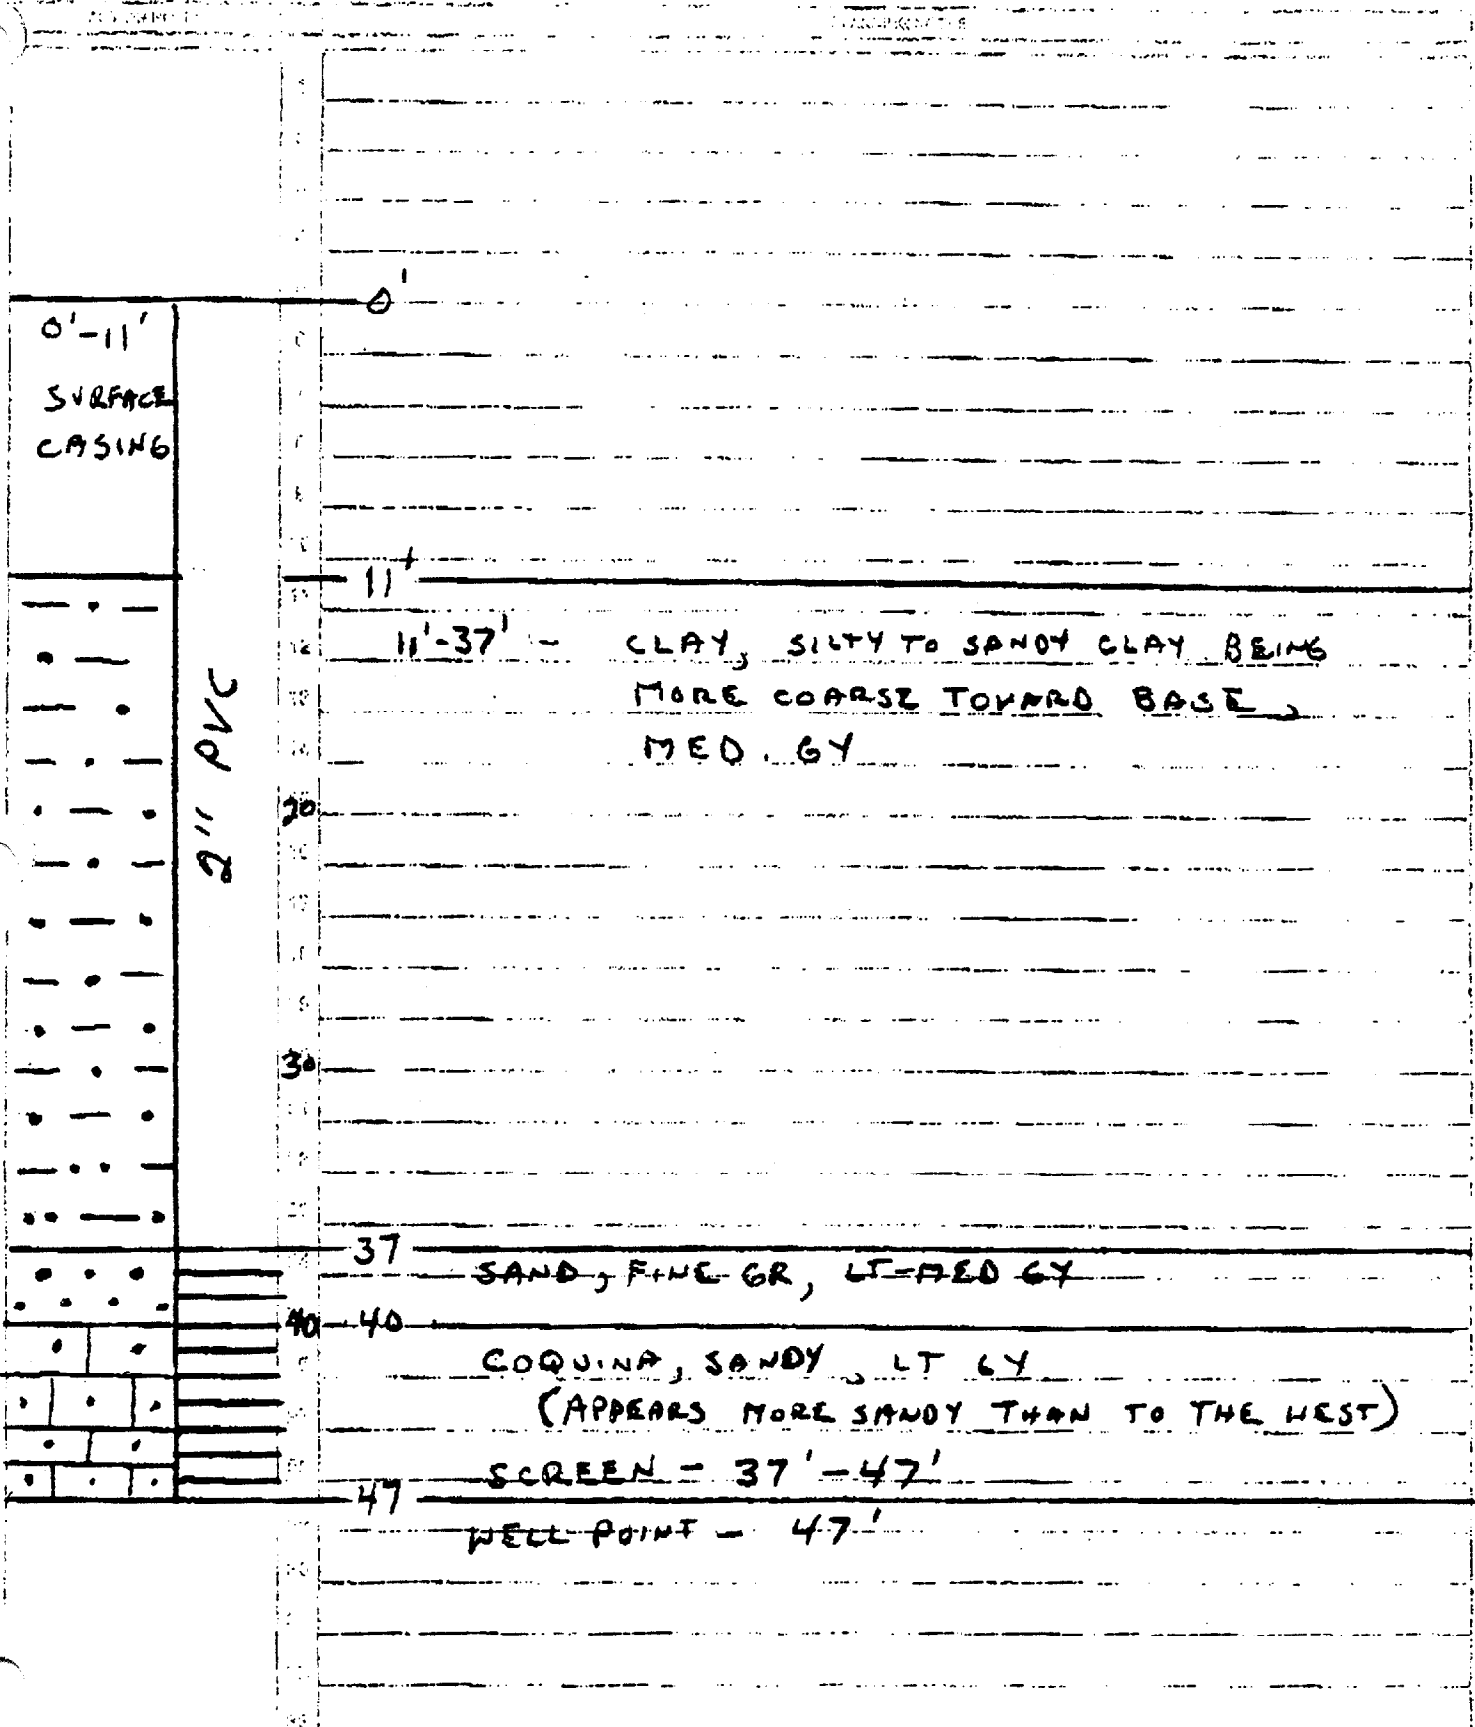 0'
0'-11'
SURFACE
CASING
11'
11'-37' - CLAY, SILTY TO SANDY CLAY BEING
MORE COARSE TOWARD BASE,
MED. GY
2" PVC
20
30
37
SAND, FINE GR, LT-MED GY
40 40
COQUINA, SANDY, LT GY
(APPEARS MORE SANDY THAN TO THE WEST)
SCREEN - 37'-47'
47
WELL POINT - 47'